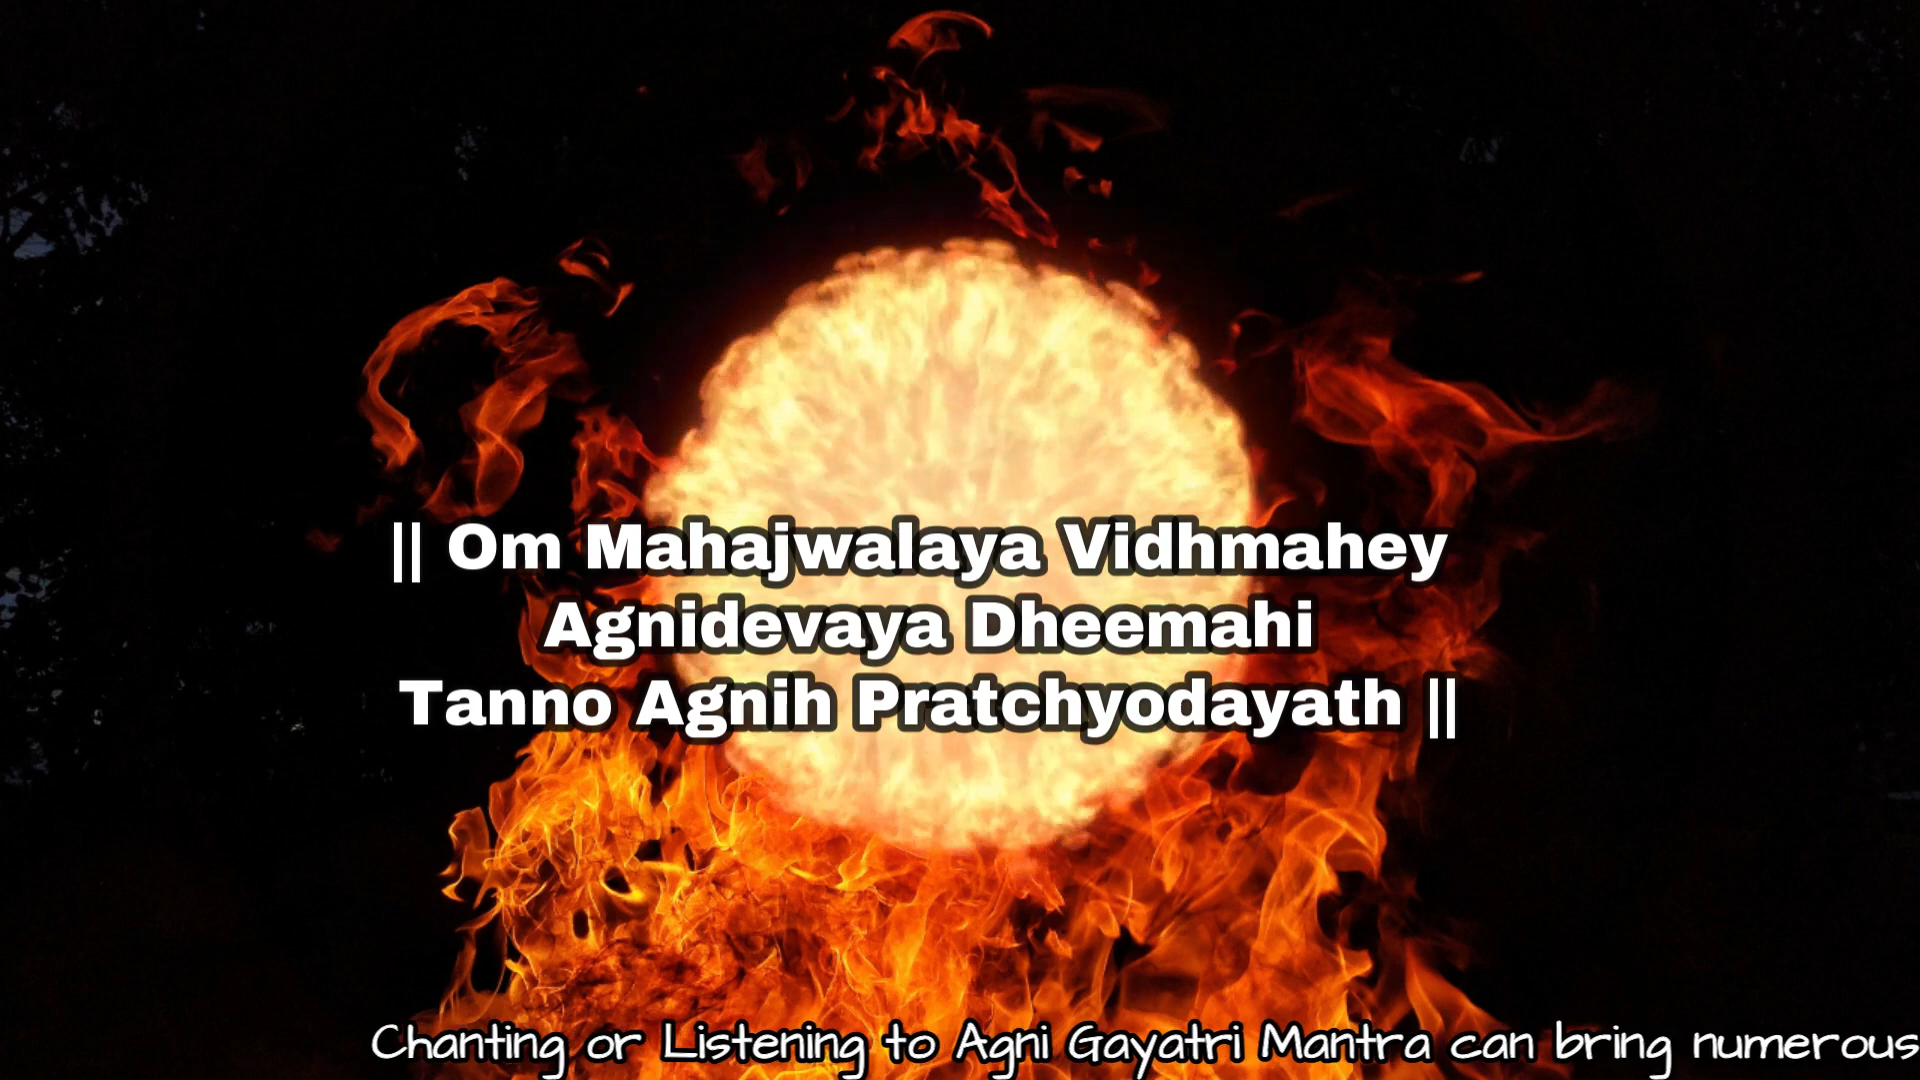 || Om Mahajwalaya Vidhmahey
Agnidevaya Dheemahi
Tanno Agnih Pratchyodayath ||
Chanting or Listening to Agni Gayatri Mantra can bring numerous